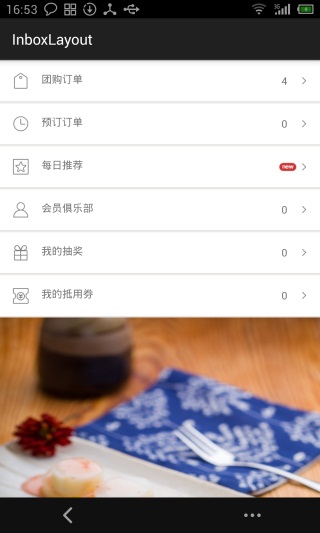 16:53 3G
InboxLayout
团购订单 4
预订订单 0
每日推荐 new
会员俱乐部 0
我的抽奖 0
我的抵用券 0